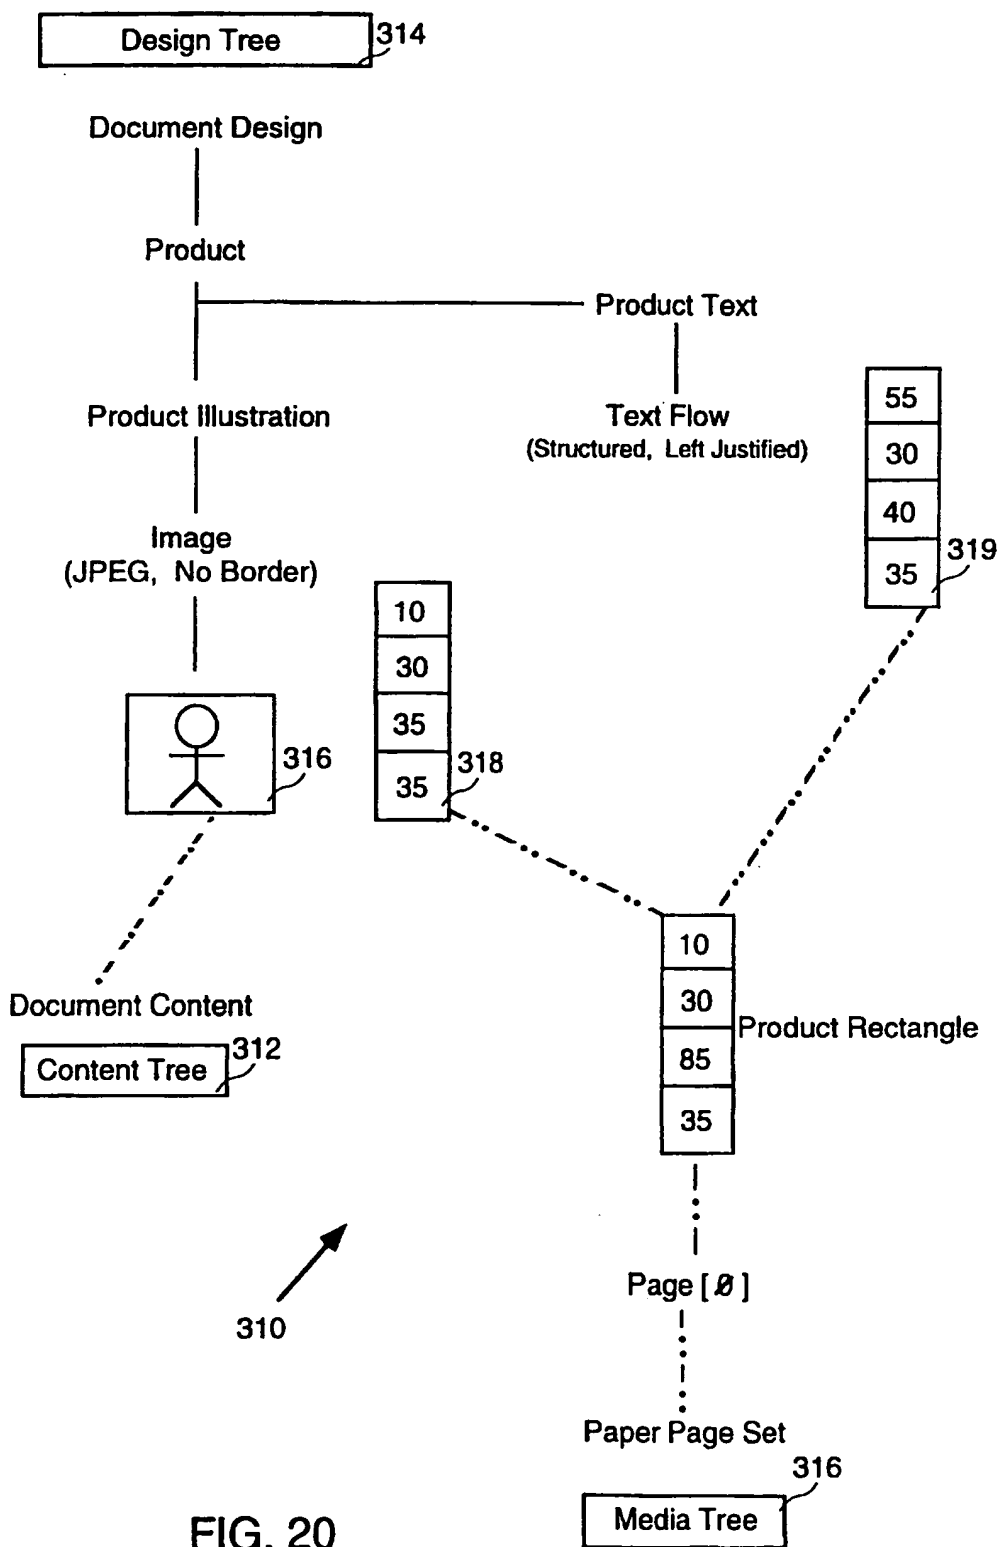 Design Tree
314
Document Design
Product
Product Text
Product Illustration
Text Flow
(Structured, Left Justified)
55
30
40
35
319
Image
(JPEG, No Border)
10
30
35
35
318
316
10
30
85
35
Product Rectangle
Document Content
312
Content Tree
310
Page [ 0 ]
Paper Page Set
316
Media Tree
FIG. 20